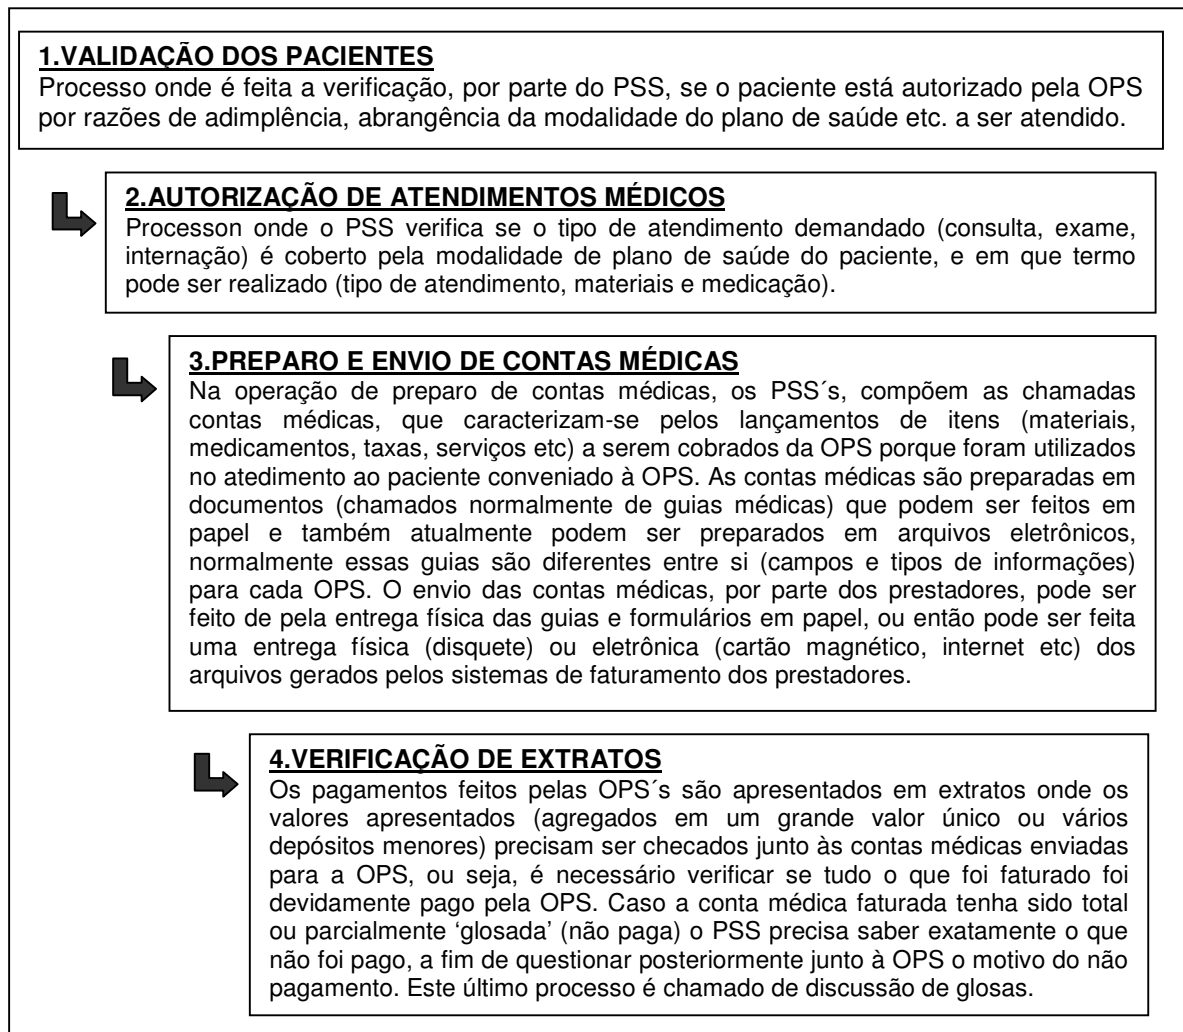 1.VALIDAÇÃO DOS PACIENTES
Processo onde é feita a verificação, por parte do PSS, se o paciente está autorizado pela OPS
por razões de adimplência, abrangência da modalidade do plano de saúde etc. a ser atendido.
2.AUTORIZAÇÃO DE ATENDIMENTOS MÉDICOS
Processon onde o PSS verifica se o tipo de atendimento demandado (consulta, exame,
internação) é coberto pela modalidade de plano de saúde do paciente, e em que termo
pode ser realizado (tipo de atendimento, materiais e medicação).
3.PREPARO E ENVIO DE CONTAS MÉDICAS
Na operação de preparo de contas médicas, os PSS´s, compõem as chamadas
contas médicas, que caracterizam-se pelos lançamentos de itens (materiais,
medicamentos, taxas, serviços etc) a serem cobrados da OPS porque foram utilizados
no atedimento ao paciente conveniado à OPS. As contas médicas são preparadas em
documentos (chamados normalmente de guias médicas) que podem ser feitos em
papel e também atualmente podem ser preparados em arquivos eletrônicos,
normalmente essas guias são diferentes entre si (campos e tipos de informações)
para cada OPS. O envio das contas médicas, por parte dos prestadores, pode ser
feito de pela entrega física das guias e formulários em papel, ou então pode ser feita
uma entrega física (disquete) ou eletrônica (cartão magnético, internet etc) dos
arquivos gerados pelos sistemas de faturamento dos prestadores.
4.VERIFICAÇÃO DE EXTRATOS
Os pagamentos feitos pelas OPS´s são apresentados em extratos onde os
valores apresentados (agregados em um grande valor único ou vários
depósitos menores) precisam ser checados junto às contas médicas enviadas
para a OPS, ou seja, é necessário verificar se tudo o que foi faturado foi
devidamente pago pela OPS. Caso a conta médica faturada tenha sido total
ou parcialmente ‘glosada’ (não paga) o PSS precisa saber exatamente o que
não foi pago, a fim de questionar posteriormente junto à OPS o motivo do não
pagamento. Este último processo é chamado de discussão de glosas.